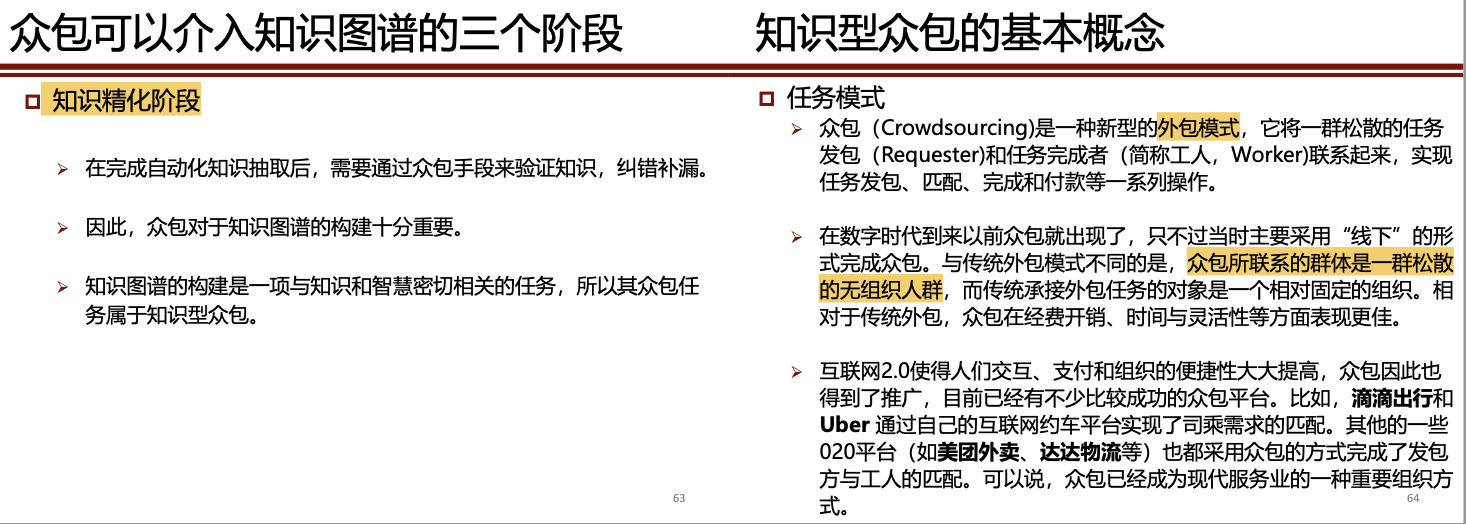 众包可以介入知识图谱的三个阶段
知识精化阶段
在完成自动化知识抽取后，需要通过众包手段来验证知识，纠错补漏。
因此，众包对于知识图谱的构建十分重要。
知识图谱的构建是一项与知识和智慧密切相关的任务，所以其众包任
务属于知识型众包。
63
知识型众包的基本概念
任务模式
众包（Crowdsourcing)是一种新型的外包模式，它将一群松散的任务
发包（Requester)和任务完成者（简称工人，Worker)联系起来，实现
任务发包、匹配、完成和付款等一系列操作。
在数字时代到来以前众包就出现了，只不过当时主要采用“线下”的形
式完成众包。与传统外包模式不同的是，众包所联系的群体是一群松散
的无组织人群，而传统承接外包任务的对象是一个相对固定的组织。相
对于传统外包，众包在经费开销、时间与灵活性等方面表现更佳。
互联网2.0使得人们交互、支付和组织的便捷性大大提高，众包因此也
得到了推广，目前已经有不少比较成功的众包平台。比如，滴滴出行和
Uber 通过自己的互联网约车平台实现了司乘需求的匹配。其他的一些
020平台（如美团外卖、达达物流等）也都采用众包的方式完成了发包
方与工人的匹配。可以说，众包已经成为现代服务业的一种重要组织方
式。
64